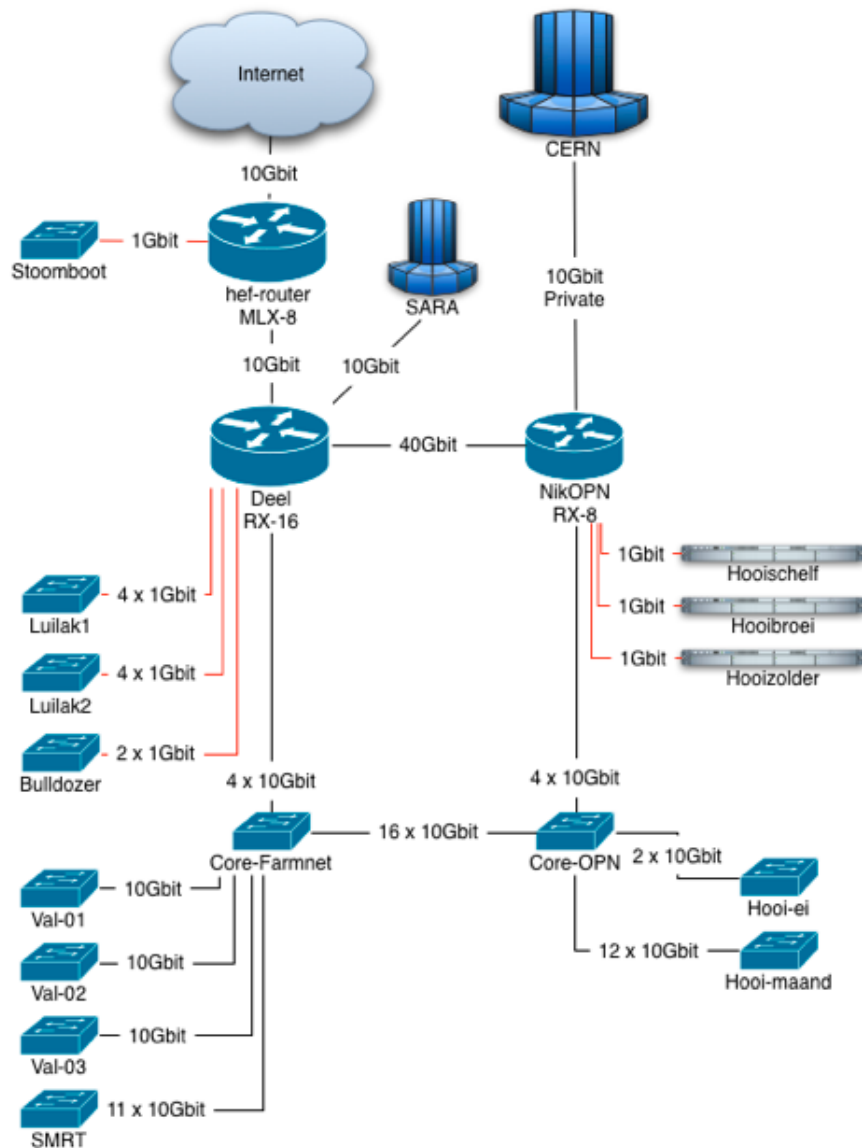 Internet
CERN
10Gbit
1Gbit
Stoomboot
hef-router
MLX-8
SARA
10Gbit
Private
10Gbit
10Gbit
40Gbit
Deel
RX-16
NikOPN
RX-8
1Gbit
Hooischelf
4 x 1Gbit
Luilak1
1Gbit
Hooibroei
4 x 1Gbit
Luilak2
1Gbit
Hooizolder
2 x 1Gbit
Bulldozer
4 x 10Gbit
4 x 10Gbit
16 x 10Gbit
Core-Farmnet
Core-OPN
2 x 10Gbit
Hooi-ei
10Gbit
Val-01
12 x 10Gbit
Hooi-maand
10Gbit
Val-02
10Gbit
Val-03
11 x 10Gbit
SMRT